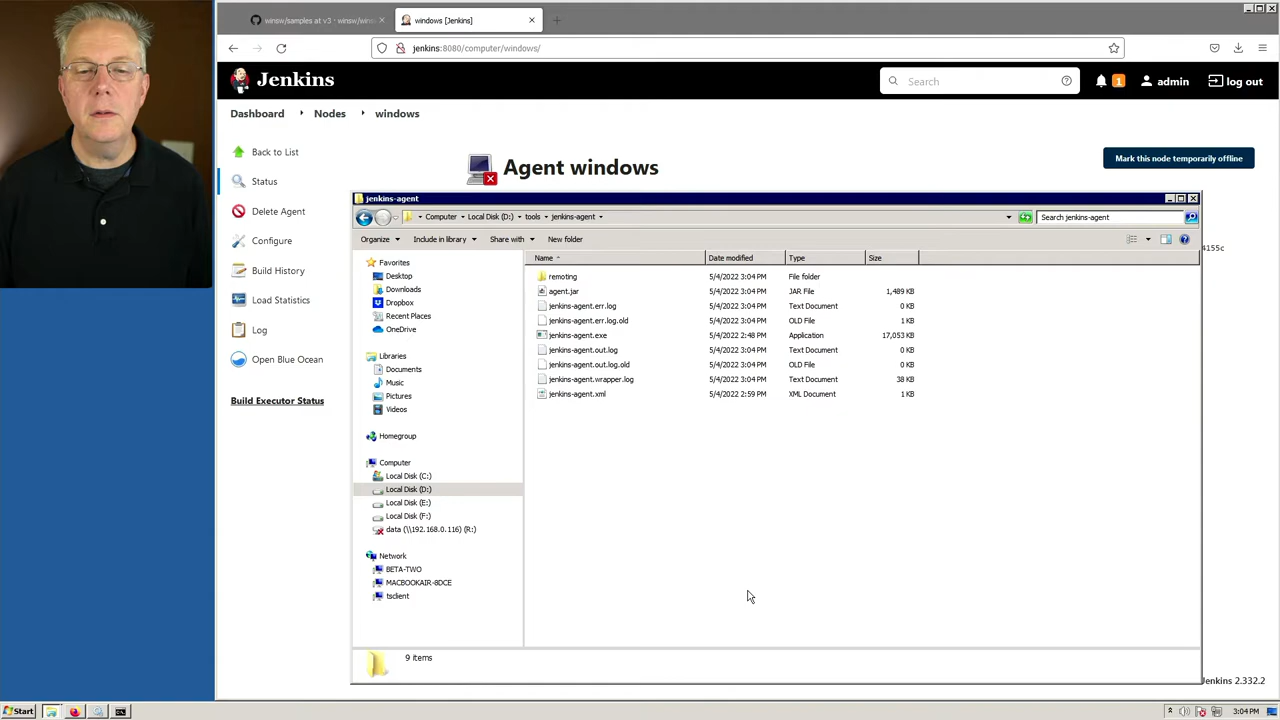 winsw/samples at v3 · winsw/wins
windows [Jenkins]
jenkins:8080/computer/windows/
Jenkins
Search
1
admin
log out
Dashboard
Nodes
windows
Back to List
Status
Delete Agent
Configure
Build History
Load Statistics
Log
Open Blue Ocean
Build Executor Status
Agent windows
Mark this node temporarily offline
4155c
jenkins-agent
Computer
Local Disk (D:)
tools
jenkins-agent
Search jenkins-agent
Organize
Include in library
Share with
New folder
Favorites
Desktop
Downloads
Dropbox
Recent Places
OneDrive
Libraries
Documents
Music
Pictures
Videos
Homegroup
Computer
Local Disk (C:)
Local Disk (D:)
Local Disk (E:)
Local Disk (F:)
data (\\192.168.0.116) (R:)
Network
BETA-TWO
MACBOOKAIR-8DCE
tsclient
Name Date modified Type Size
remoting 5/4/2022 3:04 PM File folder
agent.jar 5/4/2022 3:04 PM JAR File 1,489 KB
jenkins-agent.err.log 5/4/2022 3:04 PM Text Document 0 KB
jenkins-agent.err.log.old 5/4/2022 3:04 PM OLD File 1 KB
jenkins-agent.exe 5/4/2022 2:48 PM Application 17,053 KB
jenkins-agent.out.log 5/4/2022 3:04 PM Text Document 0 KB
jenkins-agent.out.log.old 5/4/2022 3:04 PM OLD File 0 KB
jenkins-agent.wrapper.log 5/4/2022 3:04 PM Text Document 38 KB
jenkins-agent.xml 5/4/2022 2:59 PM XML Document 1 KB
9 items
Jenkins 2.332.2
Start
3:04 PM